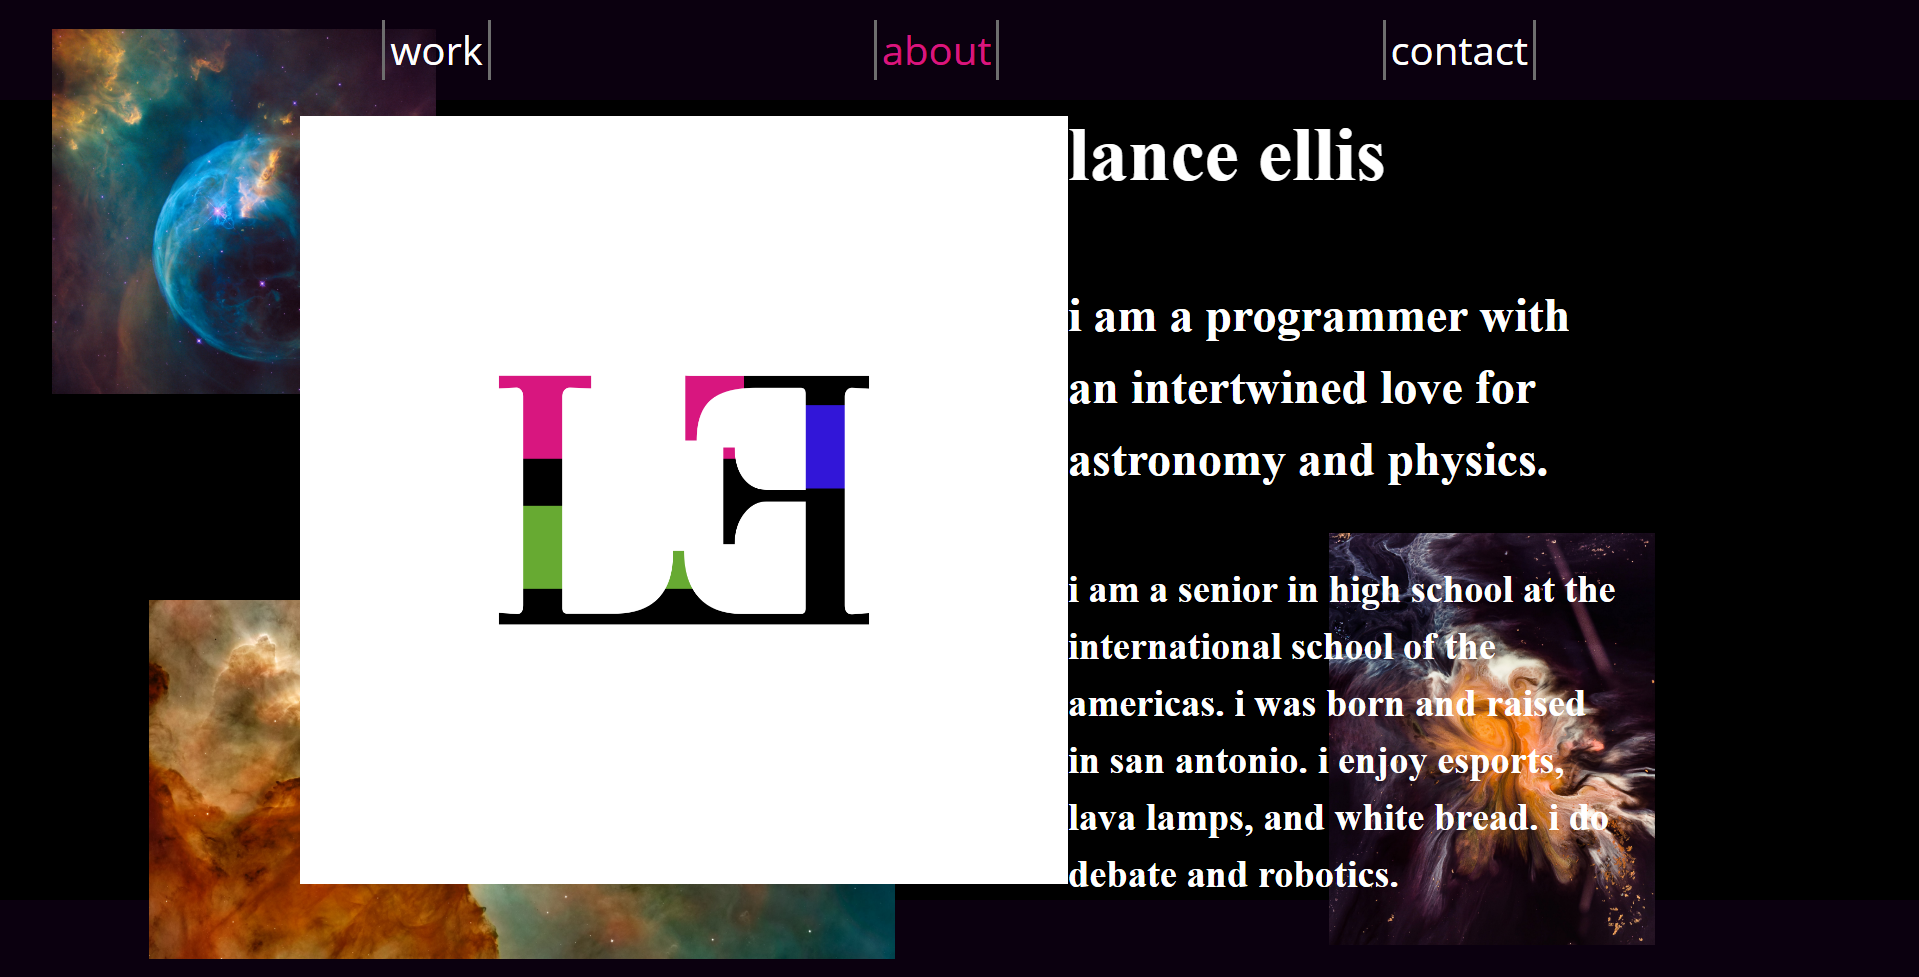 work
about
contact
lance ellis
LE
i am a programmer with
an intertwined love for
astronomy and physics.
i am a senior in high school at the
international school of the
americas. i was born and raised
in san antonio. i enjoy esports,
lava lamps, and white bread. i do
debate and robotics.